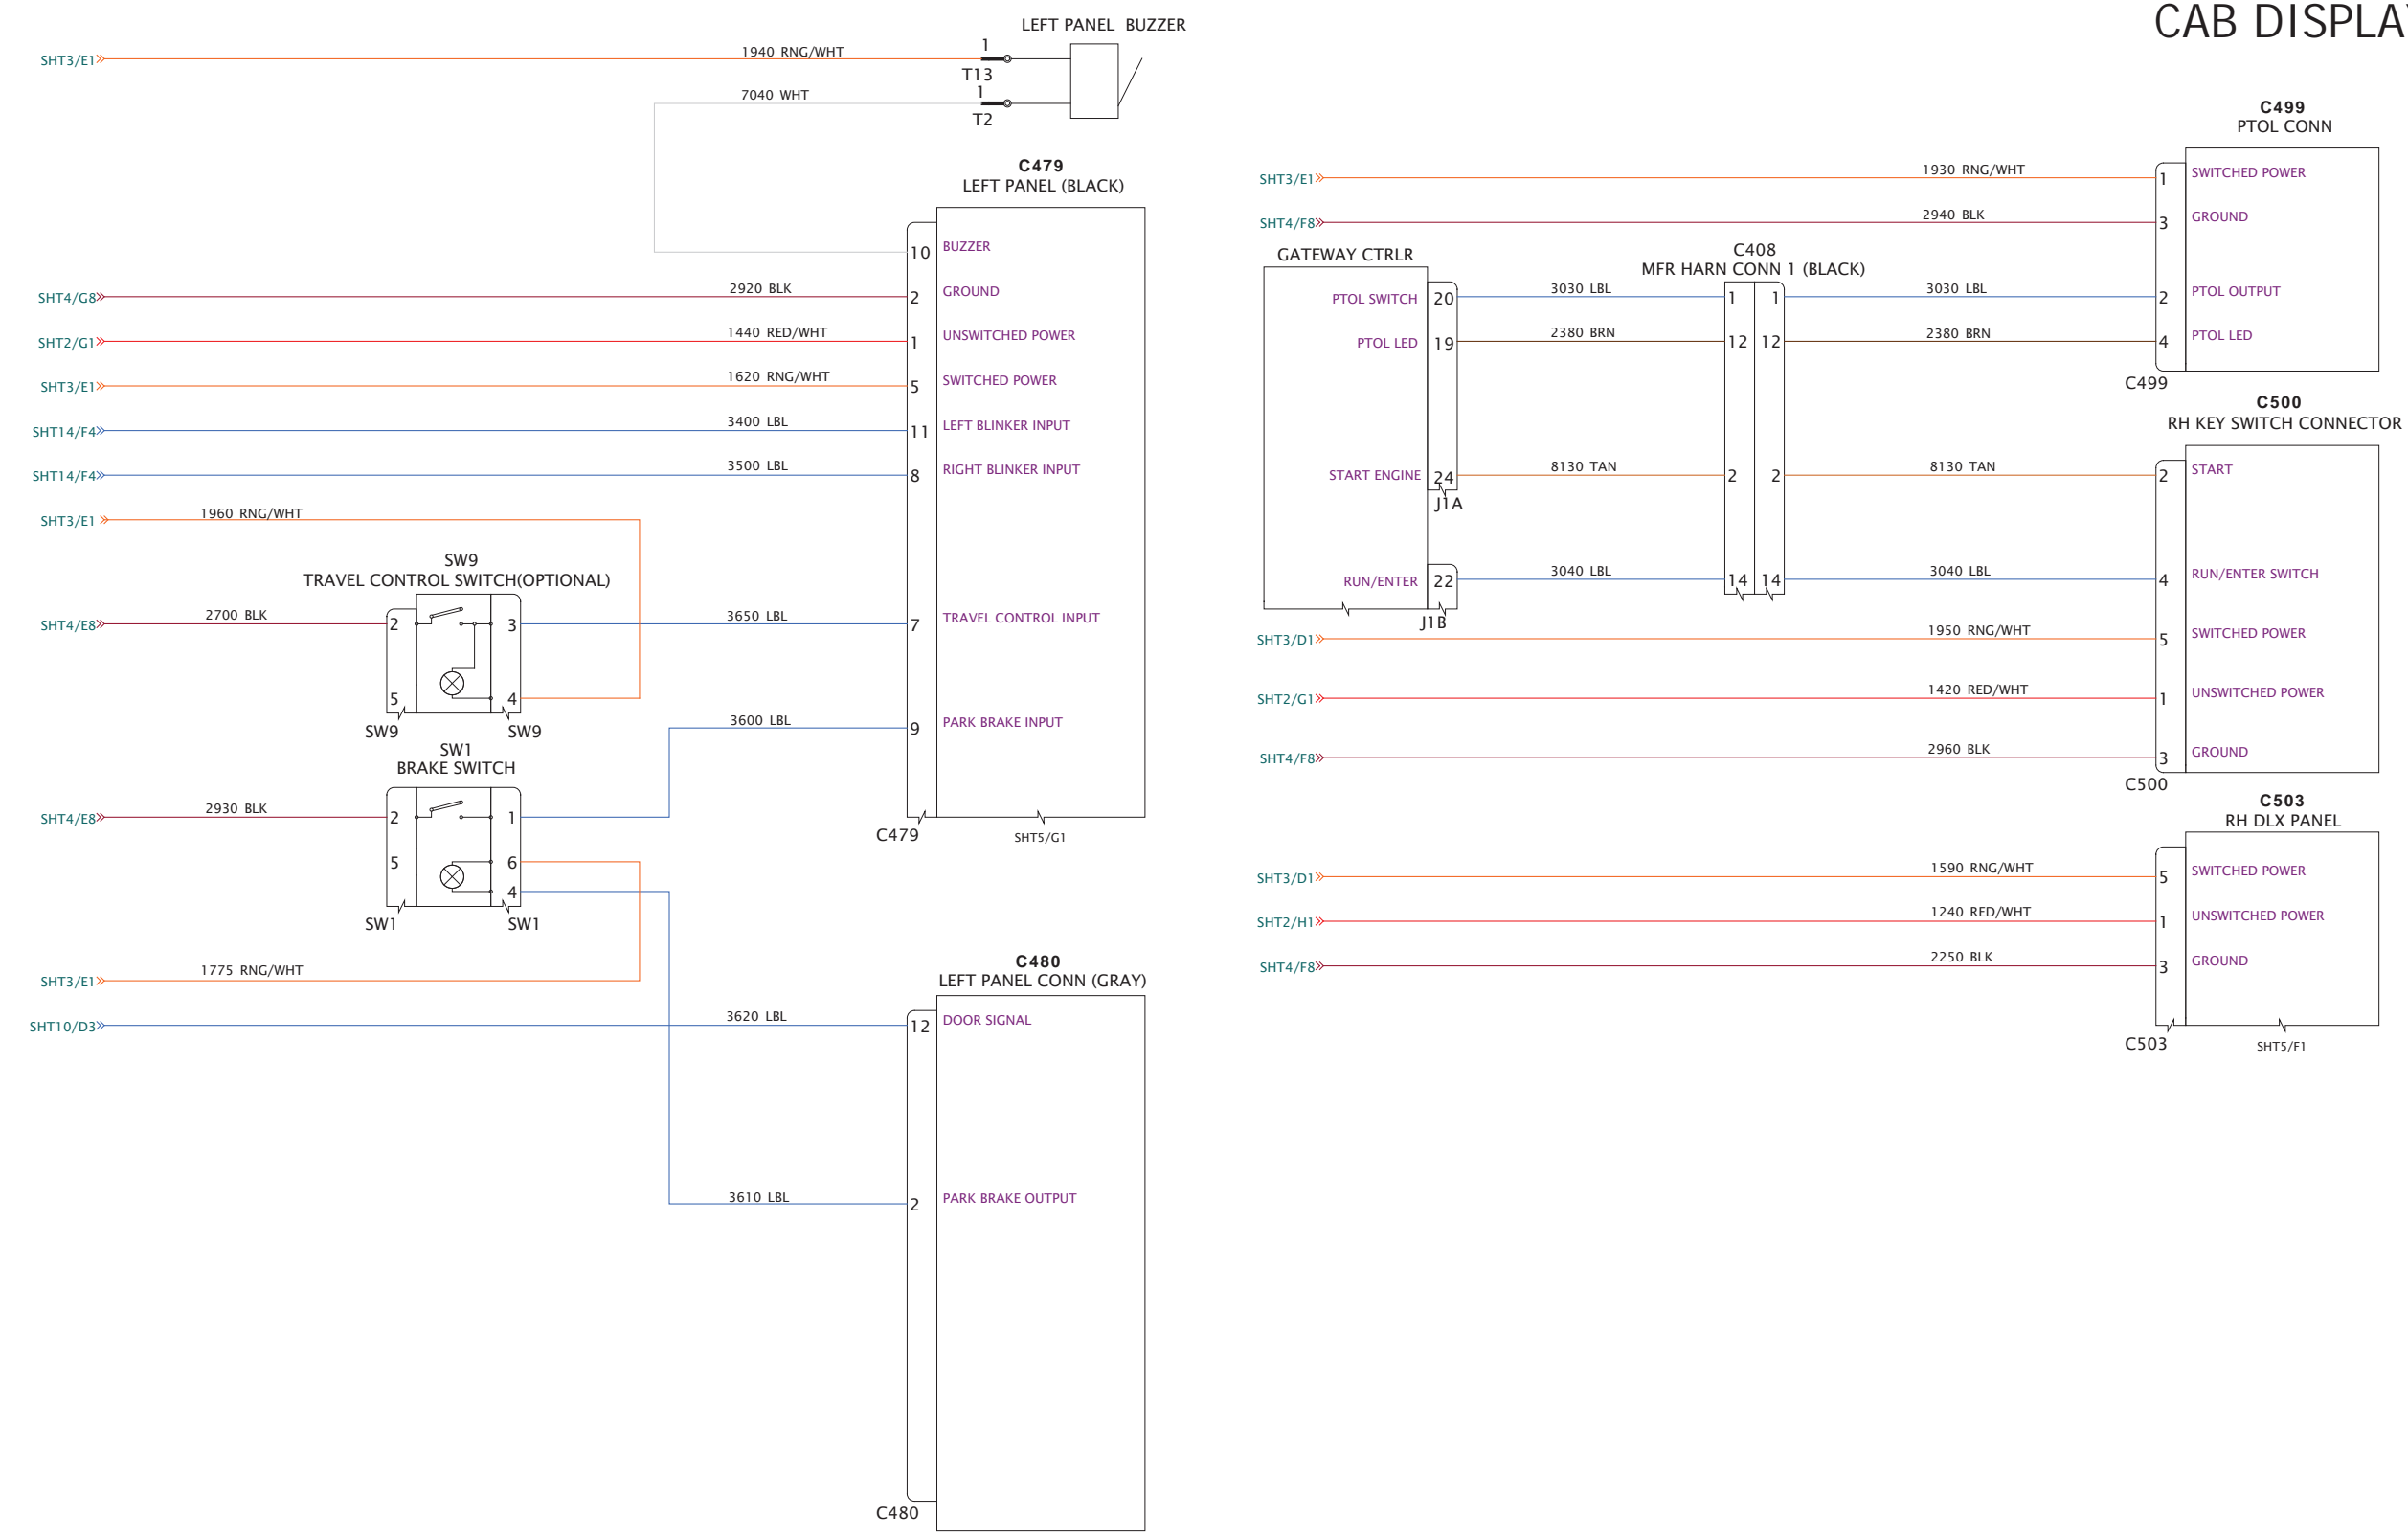 CAB DISPLA
LEFT PANEL BUZZER
SHT3/E1
1940 RNG/WHT
1
T13
7040 WHT
1
T2
C479
LEFT PANEL (BLACK)
10 BUZZER
SHT4/G8
2920 BLK
2 GROUND
SHT2/G1
1440 RED/WHT
1 UNSWITCHED POWER
SHT3/E1
1620 RNG/WHT
5 SWITCHED POWER
SHT14/F4
3400 LBL
11 LEFT BLINKER INPUT
SHT14/F4
3500 LBL
8 RIGHT BLINKER INPUT
SHT3/E1
1960 RNG/WHT
SW9
TRAVEL CONTROL SWITCH(OPTIONAL)
SHT4/E8
2700 BLK
2
3
3650 LBL
7 TRAVEL CONTROL INPUT
5
4
SW9
SW9
3600 LBL
9 PARK BRAKE INPUT
SW1
BRAKE SWITCH
SHT4/E8
2930 BLK
2
1
5
6
4
SW1
SW1
C479
SHT5/G1
SHT3/E1
1775 RNG/WHT
C480
LEFT PANEL CONN (GRAY)
SHT10/D3
3620 LBL
12 DOOR SIGNAL
3610 LBL
2 PARK BRAKE OUTPUT
C480
C499
PTOL CONN
SHT3/E1
1930 RNG/WHT
1 SWITCHED POWER
SHT4/F8
2940 BLK
3 GROUND
GATEWAY CTRLR
C408
MFR HARN CONN 1 (BLACK)
PTOL SWITCH 20
3030 LBL
1 1
3030 LBL
2 PTOL OUTPUT
PTOL LED 19
2380 BRN
12 12
2380 BRN
4 PTOL LED
C499
C500
RH KEY SWITCH CONNECTOR
START ENGINE 24
8130 TAN
2 2
8130 TAN
2 START
J1A
RUN/ENTER 22
3040 LBL
14 14
3040 LBL
4 RUN/ENTER SWITCH
J1B
SHT3/D1
1950 RNG/WHT
5 SWITCHED POWER
SHT2/G1
1420 RED/WHT
1 UNSWITCHED POWER
SHT4/F8
2960 BLK
3 GROUND
C500
C503
RH DLX PANEL
SHT3/D1
1590 RNG/WHT
5 SWITCHED POWER
SHT2/H1
1240 RED/WHT
1 UNSWITCHED POWER
SHT4/F8
2250 BLK
3 GROUND
C503
SHT5/F1